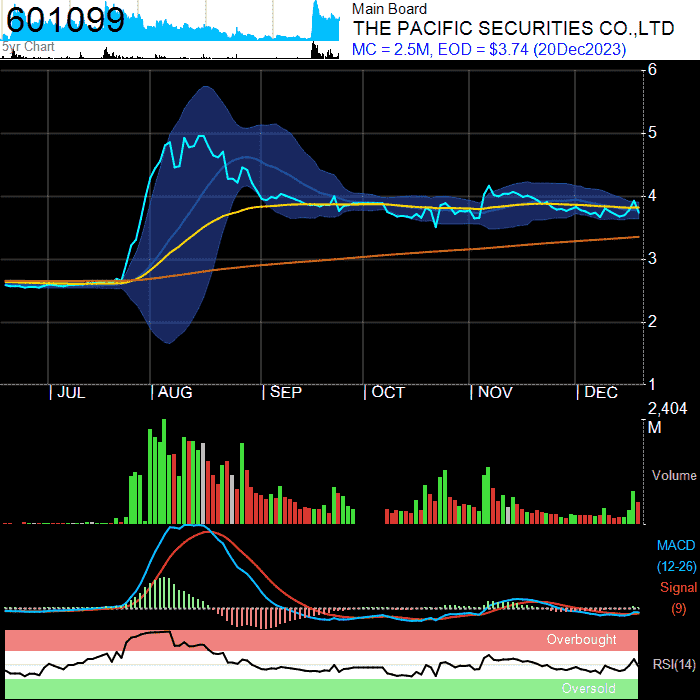 601099
5yr Chart
Main Board
THE PACIFIC SECURITIES CO.,LTD
MC = 2.5M, EOD = $3.74 (20Dec2023)
6
5
4
3
2
1
| JUL | AUG | SEP | OCT | NOV | DEC
2,404
M
Volume
MACD
(12-26)
Signal
(9)
Overbought
RSI(14)
Oversold